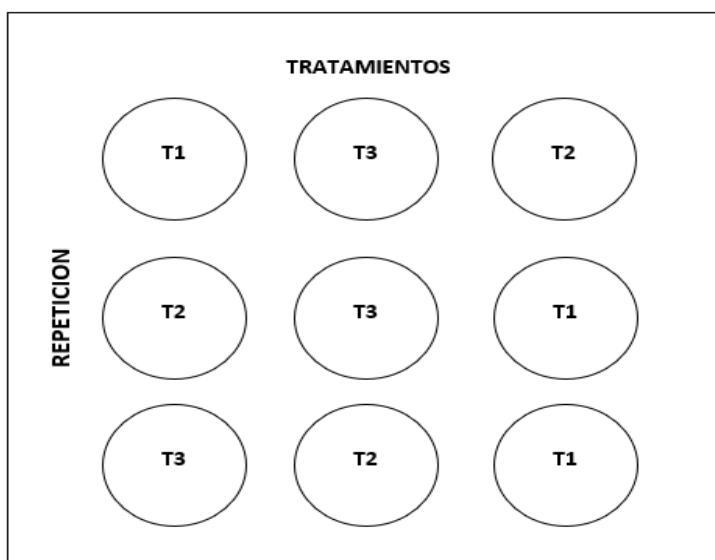 TRATAMIENTOS
T1 T3 T2
REPETICION
T2 T3 T1
T3 T2 T1